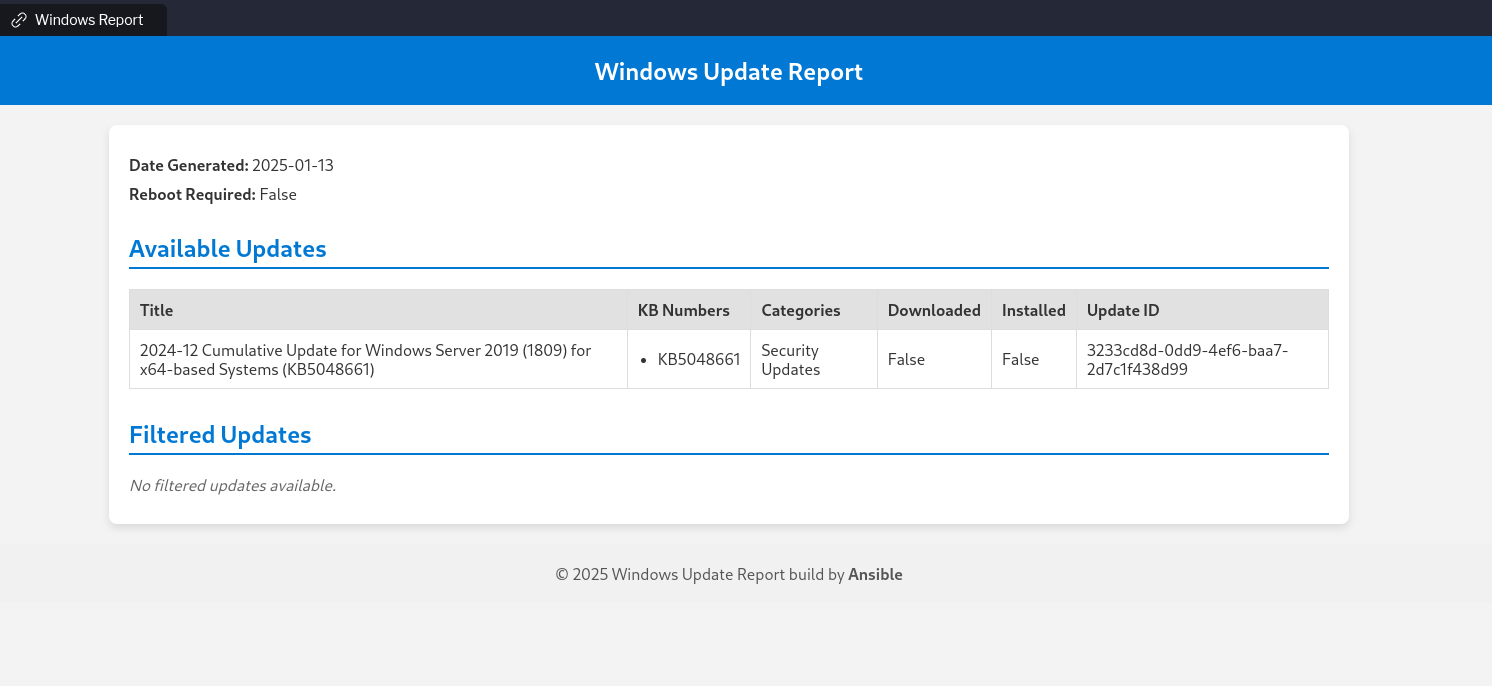 Windows Report
Windows Update Report
Date Generated: 2025-01-13
Reboot Required: False
Available Updates
Title KB Numbers Categories Downloaded Installed Update ID
2024-12 Cumulative Update for Windows Server 2019 (1809) for
x64-based Systems (KB5048661)
• KB5048661
Security
Updates
False
False
3233cd8d-0dd9-4ef6-baa7-
2d7c1f438d99
Filtered Updates
No filtered updates available.
© 2025 Windows Update Report build by Ansible